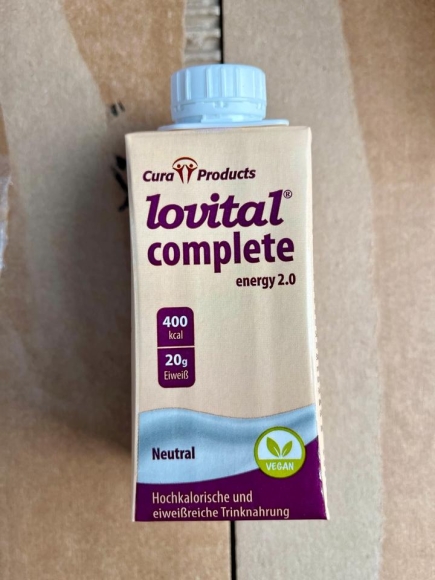 Cura Products
lovital®
complete
energy 2.0
400
kcal
20g
Eiweiß
Neutral
VEGAN
Hochkalorische und
eiweißreiche Trinknahrung